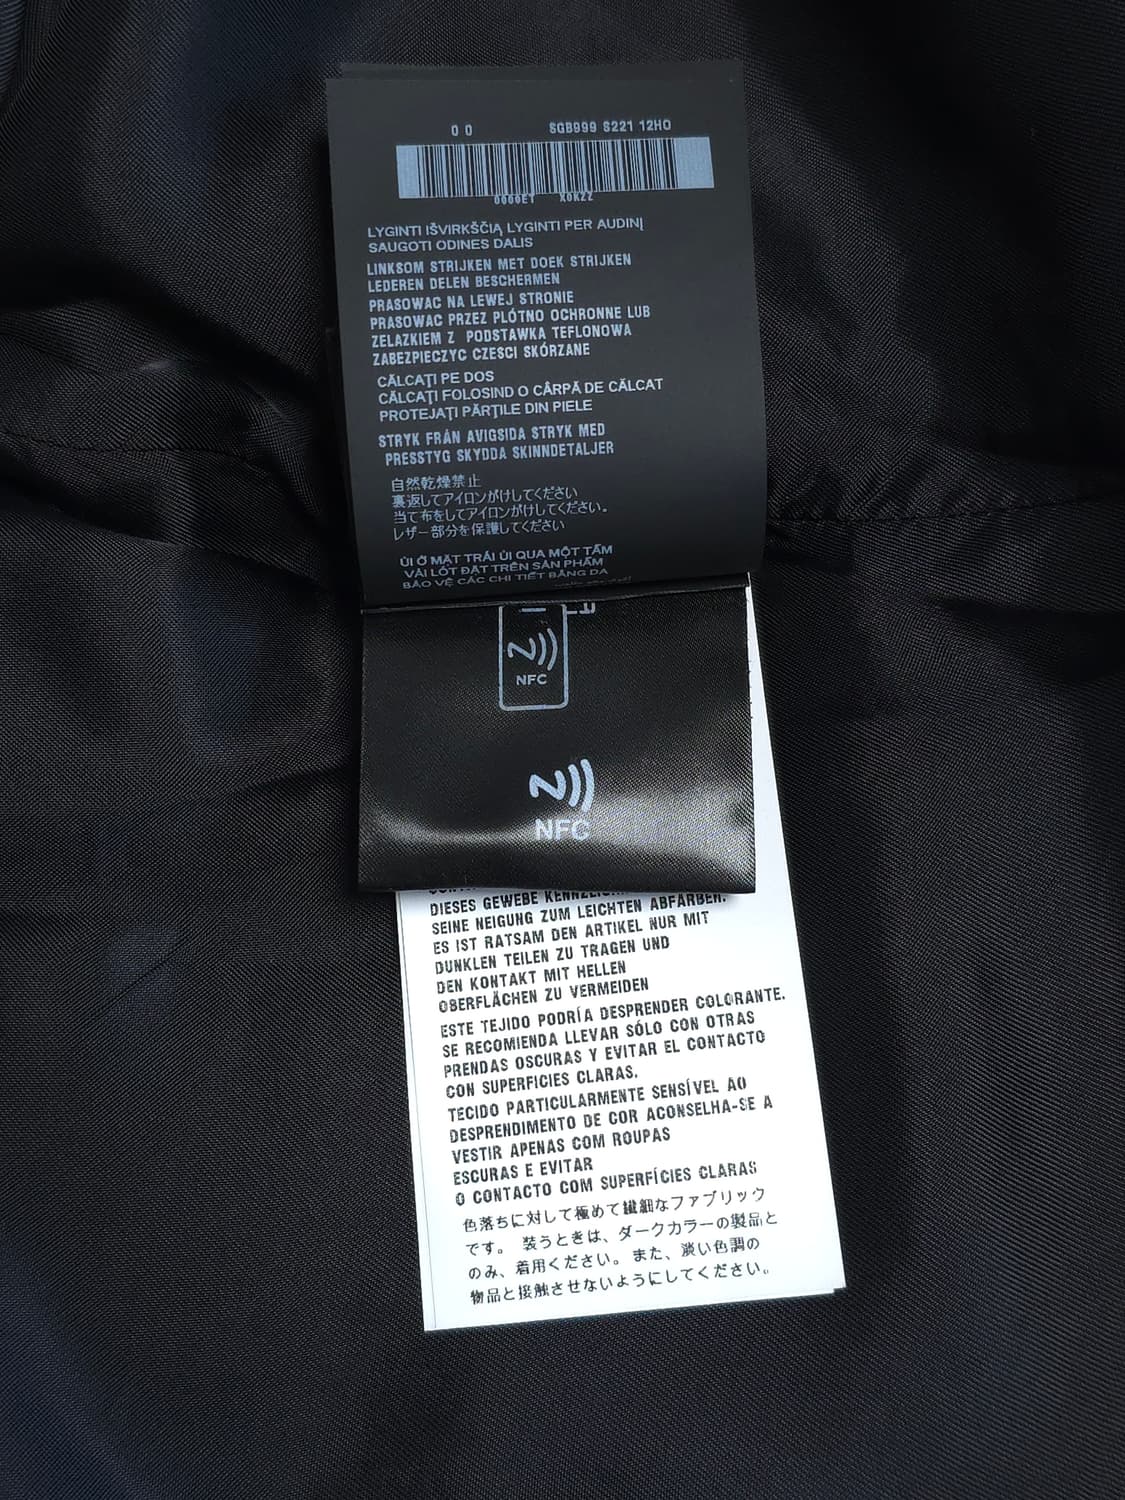 0 0 SGB999 S221 12HO
0000ET X0KZZ
LYGINTI IŠVIRKŠČIĄ LYGINTI PER AUDINĮ
SAUGOTI ODINES DALIS
LINKSOM STRIJKEN MET DOEK STRIJKEN
LEDEREN DELEN BESCHERMEN
PRASOWAC NA LEWEJ STRONIE
PRASOWAC PRZEZ PLÓTNO OCHRONNE LUB
ZELAZKIEM Z PODSTAWKA TEFLONOWA
ZABEZPIECZYC CZESCI SKÓRZANE
CĂLCAŢI PE DOS
CĂLCAŢI FOLOSIND O CÂRPĂ DE CĂLCAT
PROTEJAŢI PĂRŢILE DIN PIELE
STRYK FRÅN AVIGSIDA STRYK MED
PRESSTYG SKYDDA SKINNDETALJER
自然乾燥禁止
裏返してアイロンがけしてください
当て布をしてアイロンがけしてください。
レザー部分を保護してください
ỦI Ở MẶT TRÁI ỦI QUA MỘT TẤM
VẢI LÓT ĐẶT TRÊN SẢN PHẨM
BẢO VỆ CÁC CHI TIẾT BẰNG DA
NFC
NFC
DIESES GEWEBE
SEINE NEIGUNG ZUM LEICHTEN ABFÄRBEN.
ES IST RATSAM DEN ARTIKEL NUR MIT
DUNKLEN TEILEN ZU TRAGEN UND
DEN KONTAKT MIT HELLEN
OBERFLÄCHEN ZU VERMEIDEN
ESTE TEJIDO PODRÍA DESPRENDER COLORANTE.
SE RECOMIENDA LLEVAR SÓLO CON OTRAS
PRENDAS OSCURAS Y EVITAR EL CONTACTO
CON SUPERFICIES CLARAS.
TECIDO PARTICULARMENTE SENSÍVEL AO
DESPRENDIMENTO DE COR ACONSELHA-SE A
VESTIR APENAS COM ROUPAS
ESCURAS E EVITAR
O CONTACTO COM SUPERFÍCIES CLARAS
色落ちに対して極めて繊細なファブリック
です。 装うときは、ダークカラーの製品と
のみ、着用ください。また、淡い色調の
物品と接触させないようにしてください。